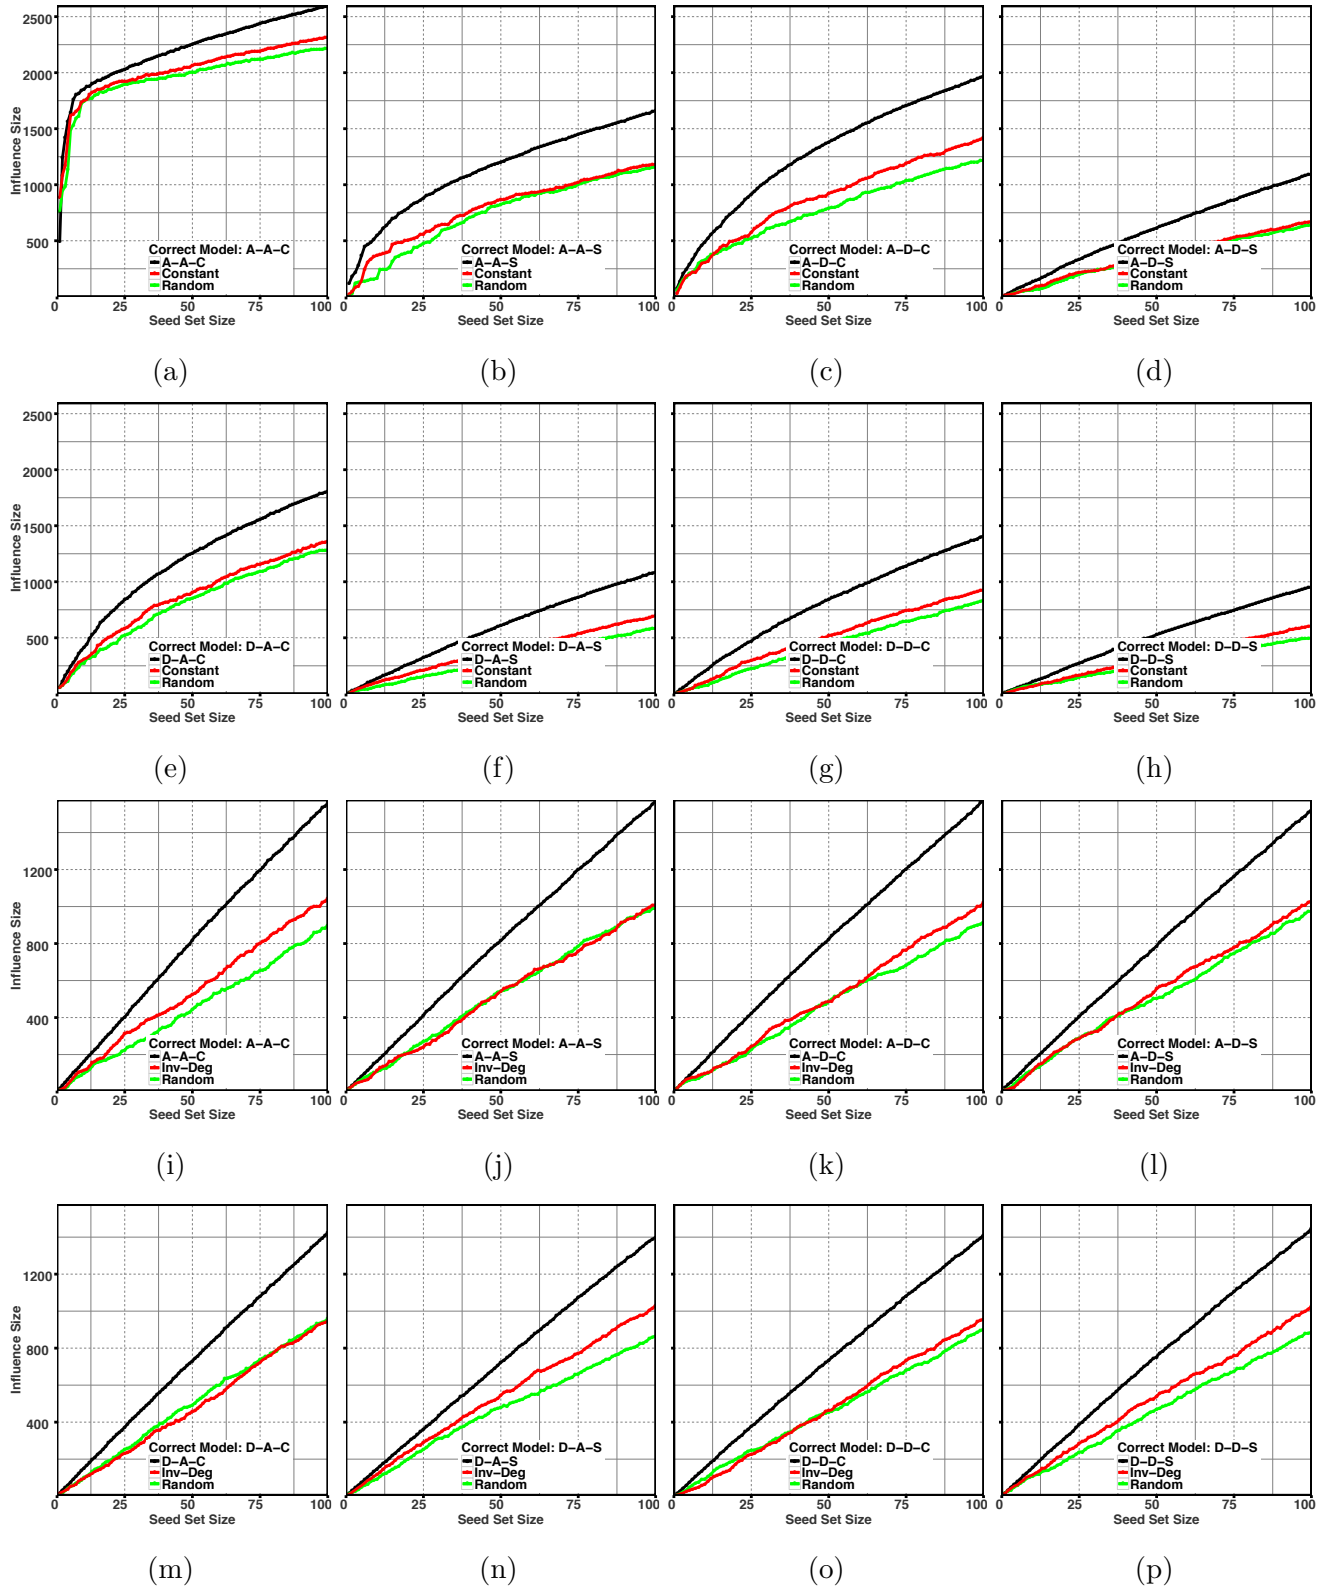 2500
2000
1500
1000
500
Influence Size
Correct Model: A–A–C
A–A–C
Constant
Random
0 25 50 75 100
Seed Set Size
(a)
Correct Model: A–A–S
A–A–S
Constant
Random
0 25 50 75 100
Seed Set Size
(b)
Correct Model: A–D–C
A–D–C
Constant
Random
0 25 50 75 100
Seed Set Size
(c)
Correct Model: A–D–S
A–D–S
Constant
Random
0 25 50 75 100
Seed Set Size
(d)
2500
2000
1500
1000
500
Influence Size
Correct Model: D–A–C
D–A–C
Constant
Random
0 25 50 75 100
Seed Set Size
(e)
Correct Model: D–A–S
D–A–S
Constant
Random
0 25 50 75 100
Seed Set Size
(f)
Correct Model: D–D–C
D–D–C
Constant
Random
0 25 50 75 100
Seed Set Size
(g)
Correct Model: D–D–S
D–D–S
Constant
Random
0 25 50 75 100
Seed Set Size
(h)
1200
800
400
Influence Size
Correct Model: A–A–C
A–A–C
Inv–Deg
Random
0 25 50 75 100
Seed Set Size
(i)
Correct Model: A–A–S
A–A–S
Inv–Deg
Random
0 25 50 75 100
Seed Set Size
(j)
Correct Model: A–D–C
A–D–C
Inv–Deg
Random
0 25 50 75 100
Seed Set Size
(k)
Correct Model: A–D–S
A–D–S
Inv–Deg
Random
0 25 50 75 100
Seed Set Size
(l)
1200
800
400
Influence Size
Correct Model: D–A–C
D–A–C
Inv–Deg
Random
0 25 50 75 100
Seed Set Size
(m)
Correct Model: D–A–S
D–A–S
Inv–Deg
Random
0 25 50 75 100
Seed Set Size
(n)
Correct Model: D–D–C
D–D–C
Inv–Deg
Random
0 25 50 75 100
Seed Set Size
(o)
Correct Model: D–D–S
D–D–S
Inv–Deg
Random
0 25 50 75 100
Seed Set Size
(p)